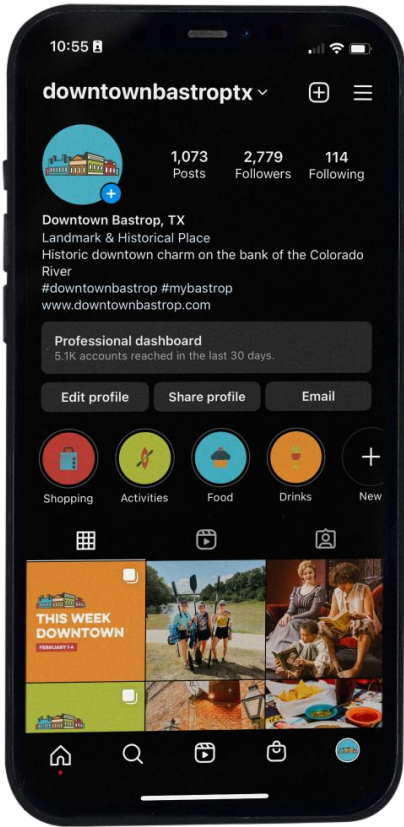 10:55
downtownbastroptx
1,073 2,779 114
Posts Followers Following
Downtown Bastrop, TX
Landmark & Historical Place
Historic downtown charm on the bank of the Colorado
River
#downtownbastrop #mybastrop
www.downtownbastrop.com
Professional dashboard
5.1K accounts reached in the last 30 days.
Edit profile Share profile Email
Shopping Activities Food Drinks New
THIS WEEK
DOWNTOWN
FEBRUARY 1-4